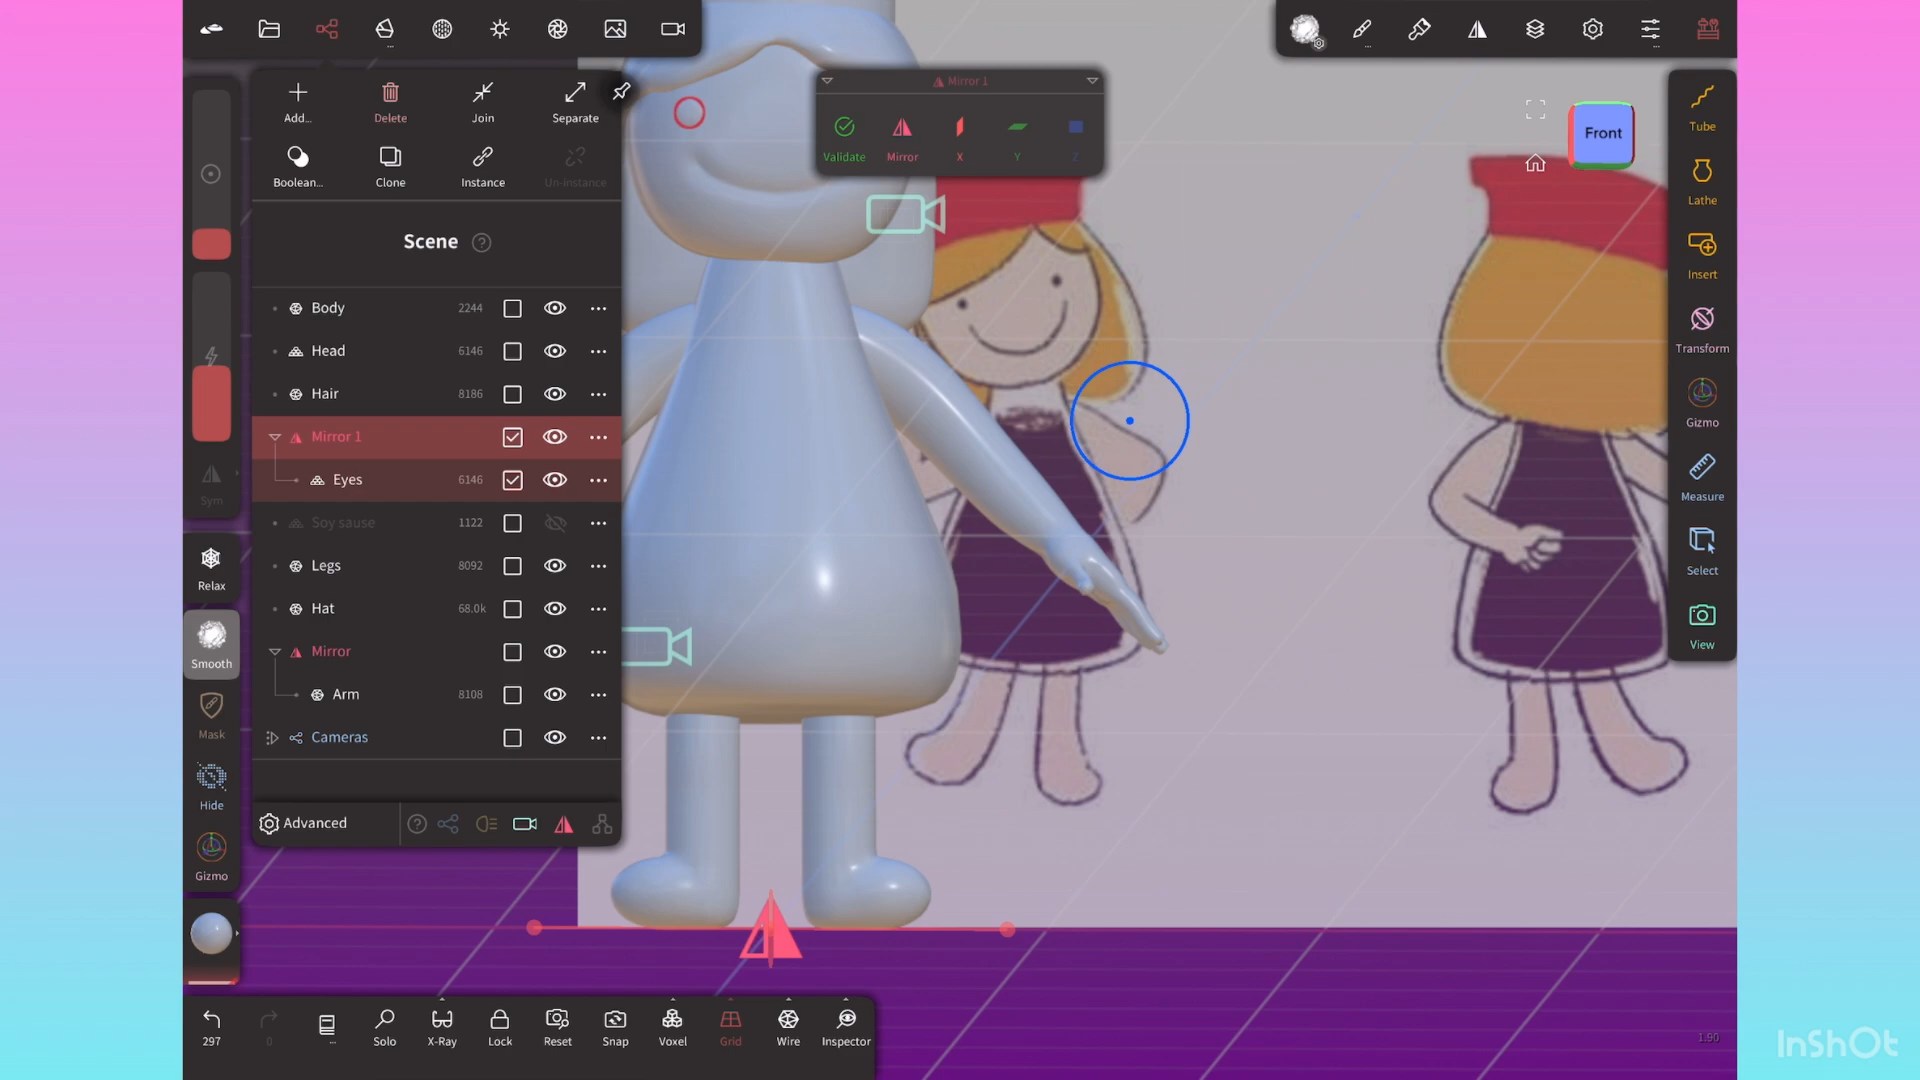 Add...
Delete
Join
Separate
Boolean...
Clone
Instance
Un-instance
Scene
Body 2244
Head 6146
Hair 8186
Mirror 1
Eyes 6146
Soy sause 1122
Legs 8092
Hat 68.0k
Mirror
Arm 8108
Cameras
Advanced
Sym
Relax
Smooth
Mask
Hide
Gizmo
Mirror 1
Validate
Mirror
X
Y
Z
Front
Tube
Lathe
Insert
Transform
Gizmo
Measure
Select
View
297
0
...
Solo
X-Ray
Lock
Reset
Snap
Voxel
Grid
Wire
Inspector
1.90
InShOt